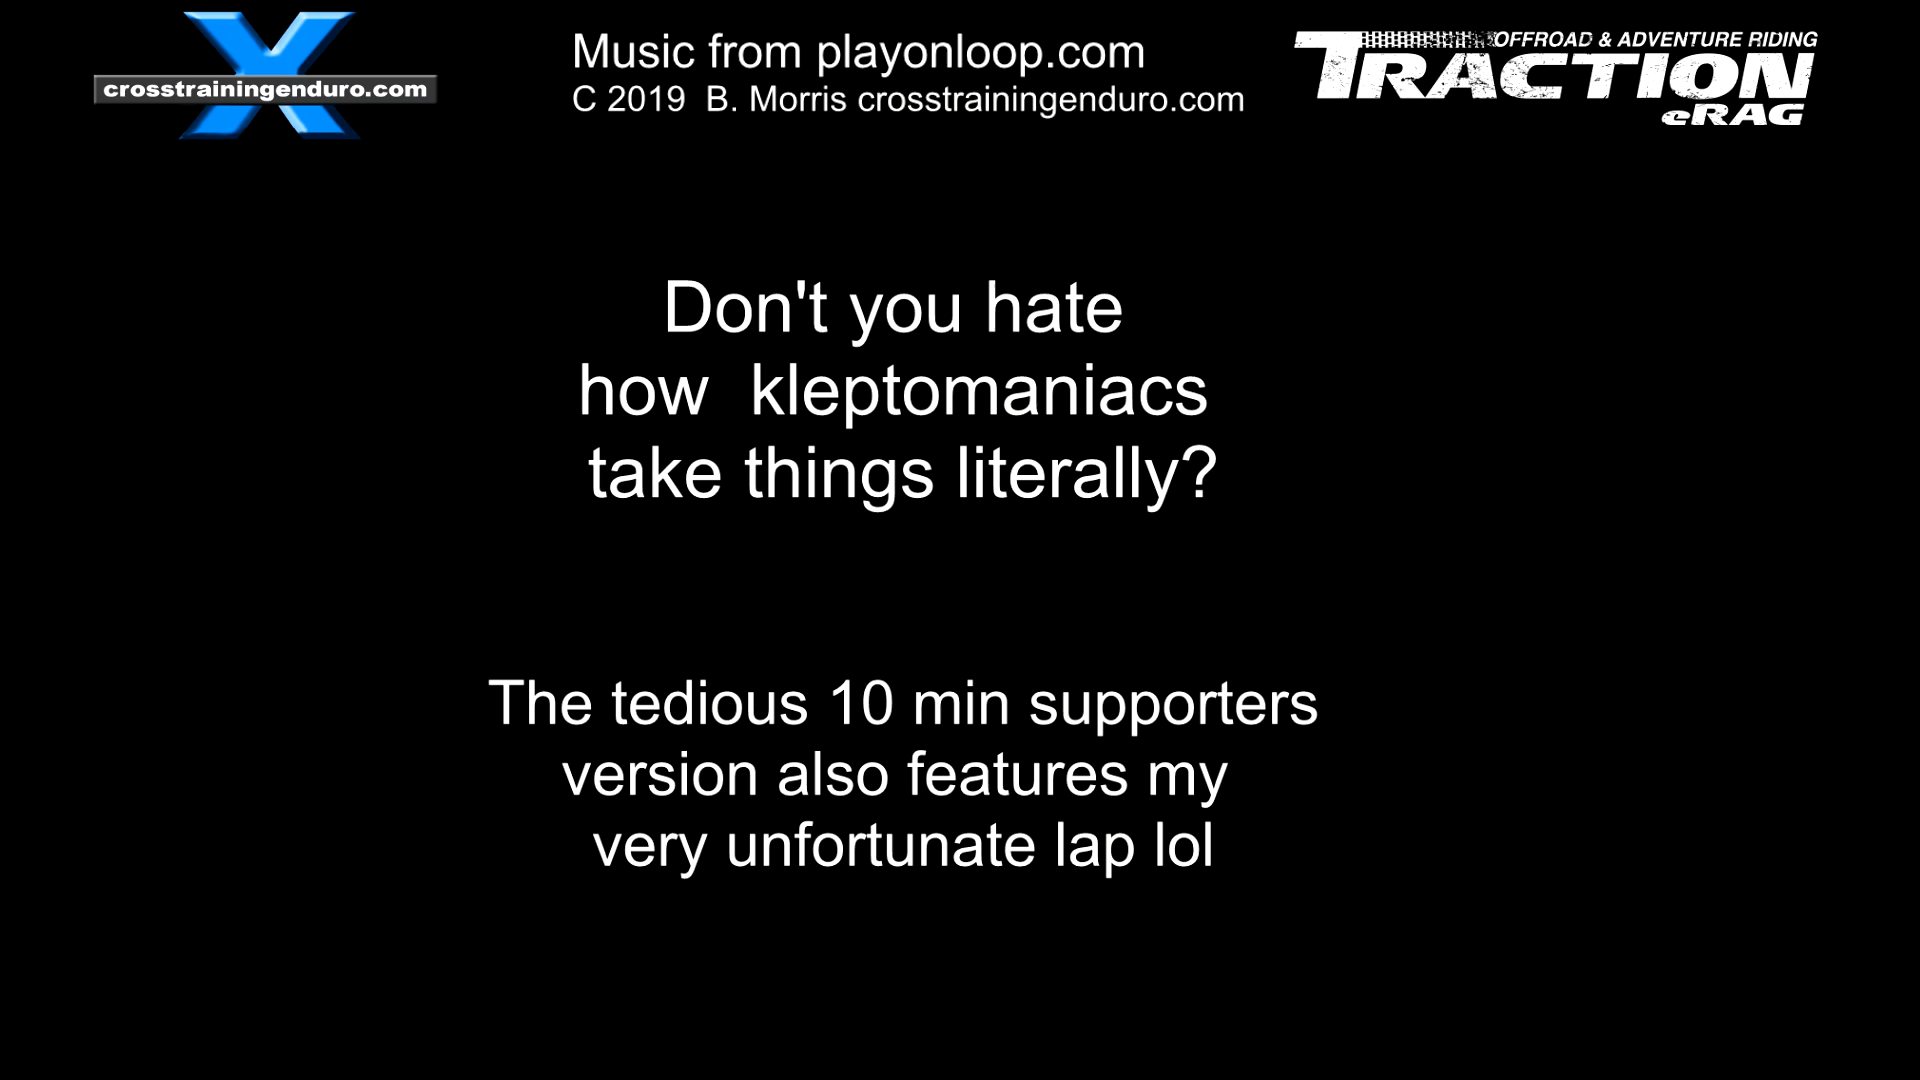 crosstrainingenduro.com
Music from playonloop.com
C 2019  B. Morris crosstrainingenduro.com
OFFROAD & ADVENTURE RIDING
TRACTION
eRAG
Don't you hate
how  kleptomaniacs
take things literally?
The tedious 10 min supporters
version also features my
very unfortunate lap lol